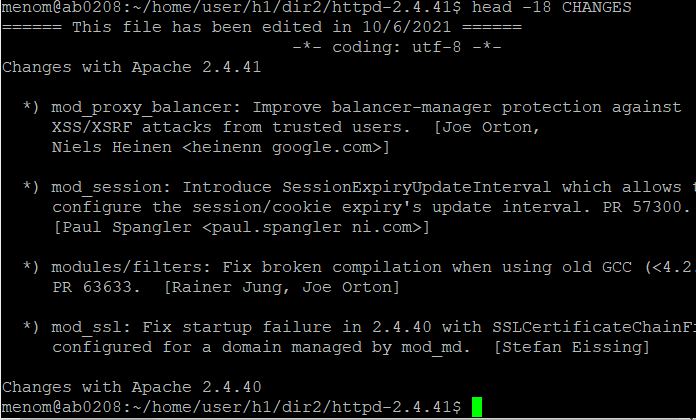 menom@ab0208:~/home/user/h1/dir2/httpd-2.4.41$ head -18 CHANGES
====== This file has been edited in 10/6/2021 ======
-*- coding: utf-8 -*-
Changes with Apache 2.4.41
*) mod_proxy_balancer: Improve balancer-manager protection against
XSS/XSRF attacks from trusted users.  [Joe Orton,
Niels Heinen <heinenn google.com>]
*) mod_session: Introduce SessionExpiryUpdateInterval which allows
configure the session/cookie expiry's update interval. PR 57300.
[Paul Spangler <paul.spangler ni.com>]
*) modules/filters: Fix broken compilation when using old GCC (<4.2.
PR 63633.  [Rainer Jung, Joe Orton]
*) mod_ssl: Fix startup failure in 2.4.40 with SSLCertificateChainFi
configured for a domain managed by mod_md.  [Stefan Eissing]
Changes with Apache 2.4.40
menom@ab0208:~/home/user/h1/dir2/httpd-2.4.41$